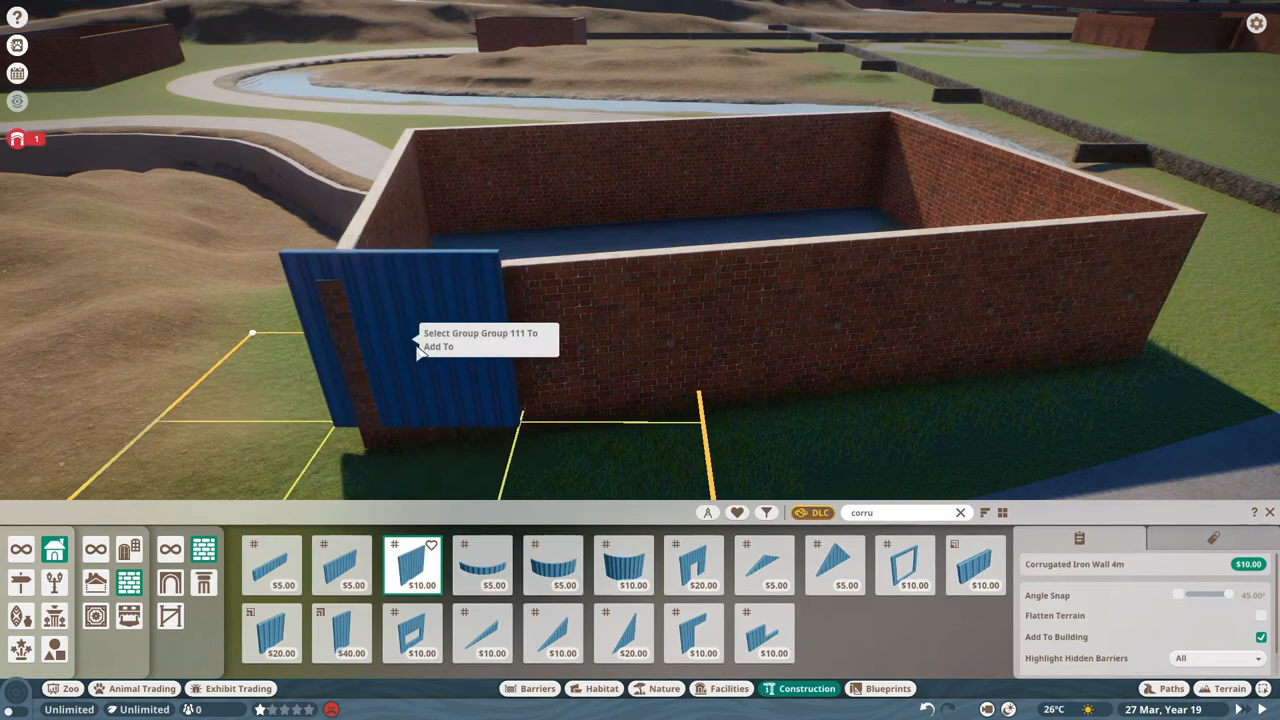 ?
1
Select Group Group 111 To
Add To
DLC
corru
?
$5.00
$5.00
$10.00
$5.00
$5.00
$10.00
$20.00
$5.00
$5.00
$10.00
$10.00
$20.00
$40.00
$10.00
$10.00
$10.00
$20.00
$10.00
$10.00
Corrugated Iron Wall 4m
$10.00
Angle Snap
45.00°
Flatten Terrain
Add To Building
Highlight Hidden Barriers
All
Zoo
Animal Trading
Exhibit Trading
Barriers
Habitat
Nature
Facilities
Construction
Blueprints
Paths
Terrain
Unlimited
Unlimited
0
26°C
27 Mar, Year 19